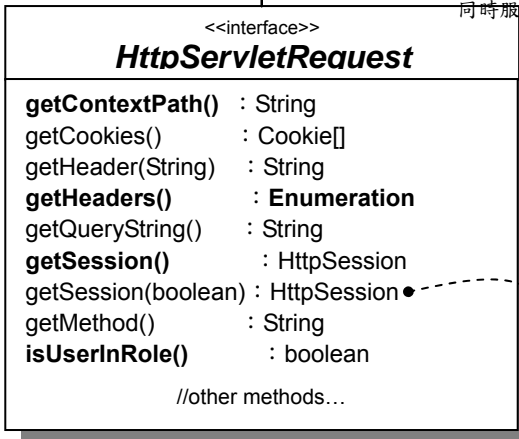 同時服
<<interface>>
HttpServletRequest
getContextPath() ：String
getCookies() ：Cookie[]
getHeader(String) ：String
getHeaders() ：Enumeration
getQueryString() ：String
getSession() ：HttpSession
getSession(boolean)：HttpSession
getMethod() ：String
isUserInRole() ：boolean
//other methods…